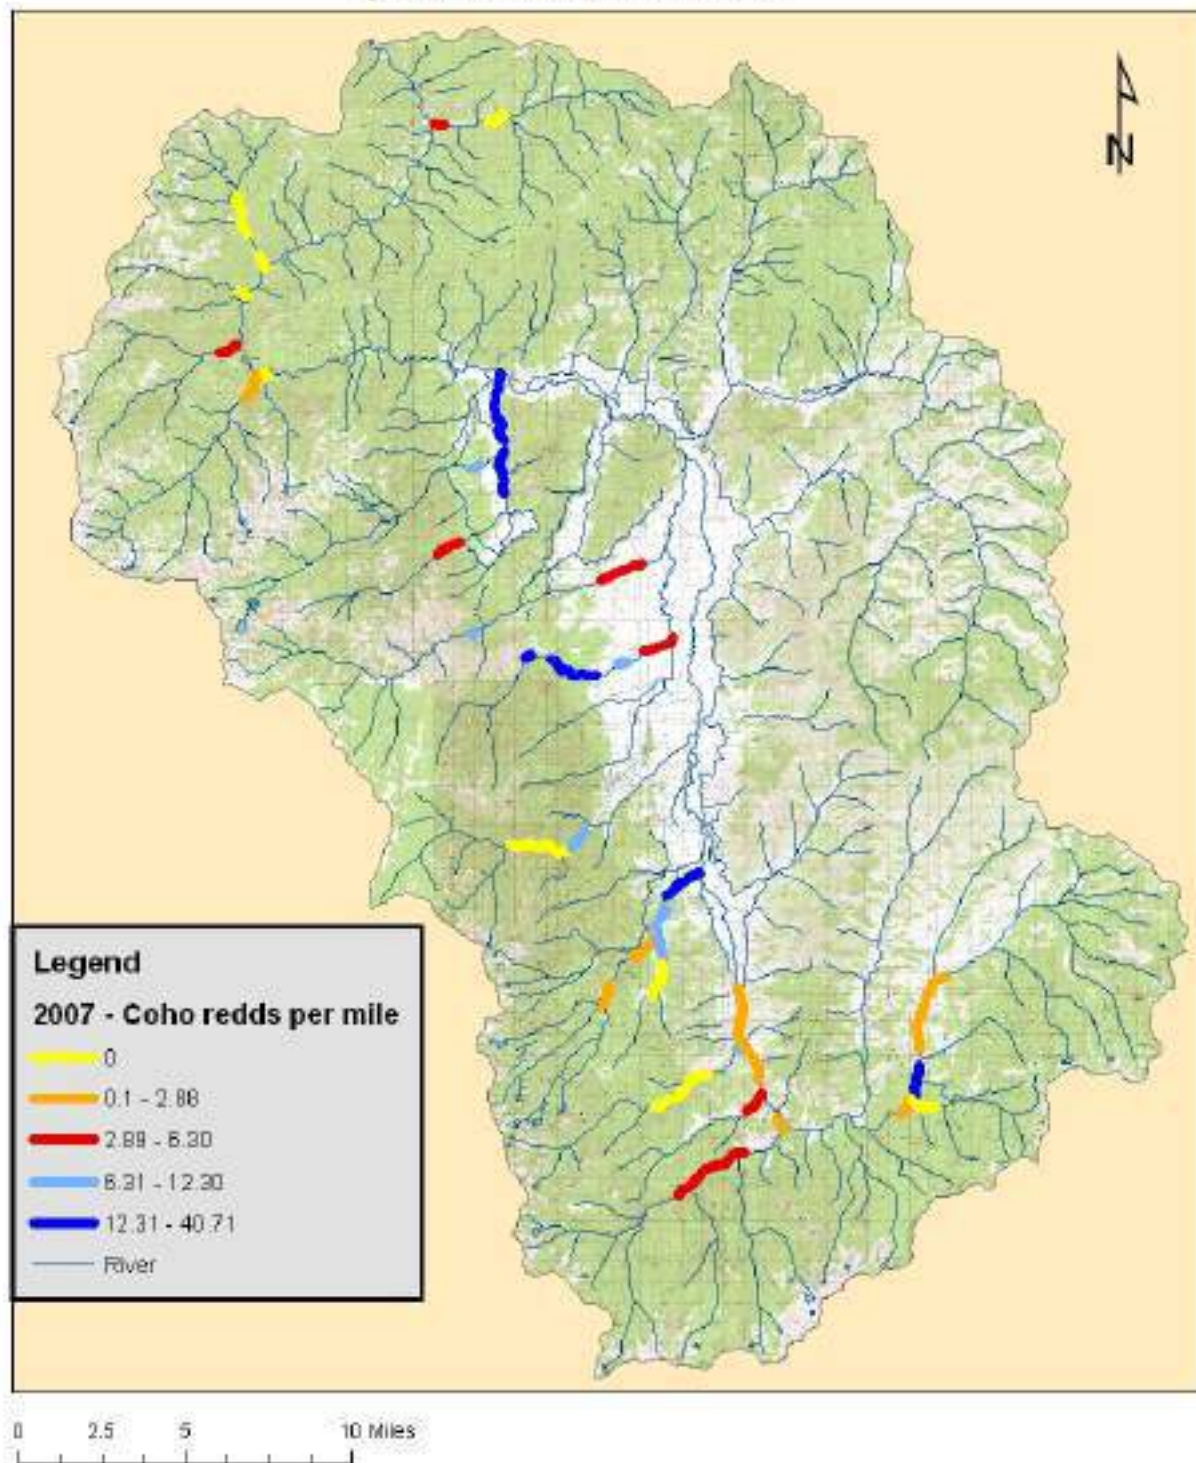 N
Legend
2007 - Coho redds per mile
0
0.1 - 2.88
2.89 - 6.30
6.31 - 12.30
12.31 - 40.71
River
0 2.5 5 10 Miles